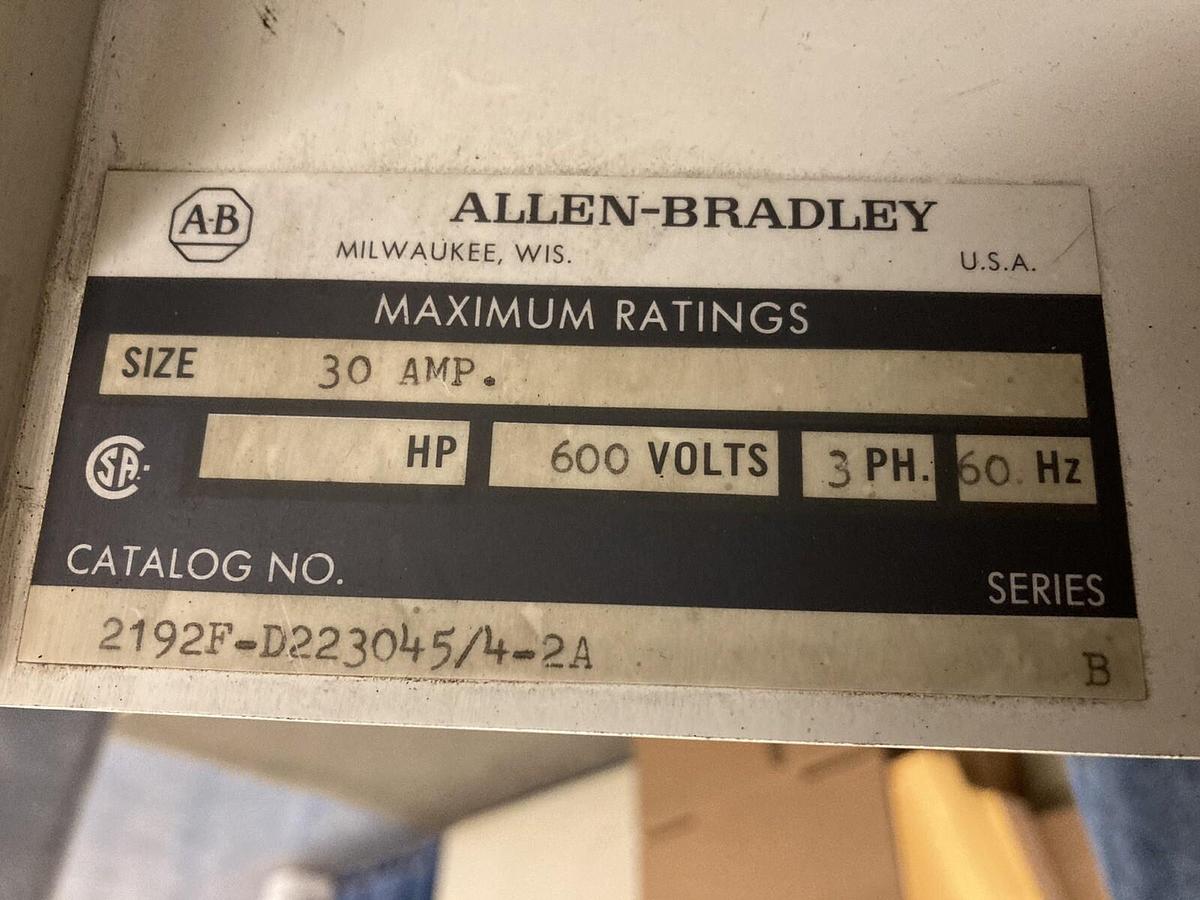 A-B ALLEN-BRADLEY
MILWAUKEE, WIS. U.S.A.
MAXIMUM RATINGS
SIZE 30 AMP.
SA HP 600 VOLTS 3 PH. 60 Hz
CATALOG NO. SERIES
2192F-D223045/4-2A B